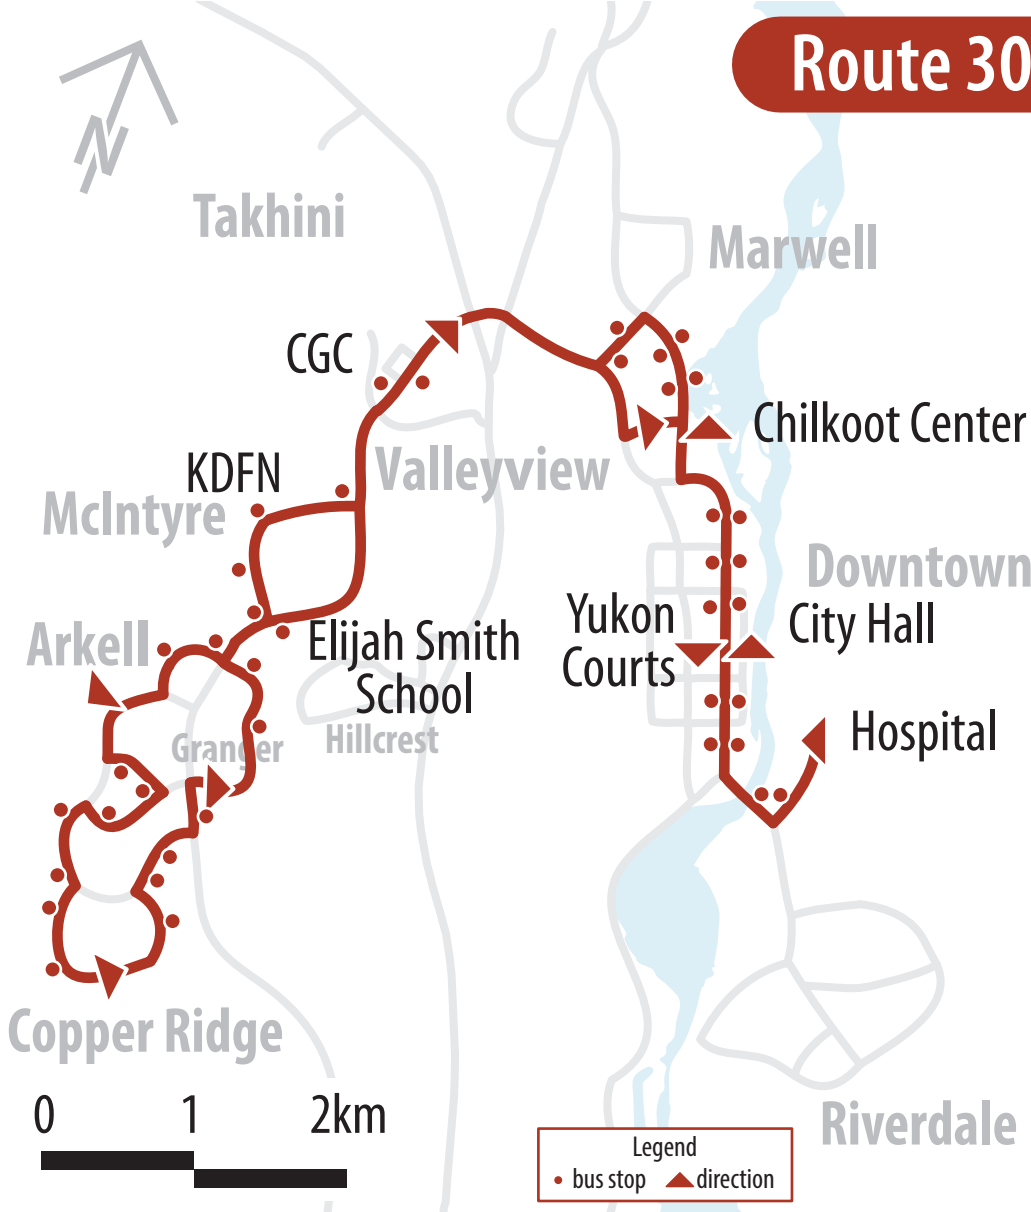 Route 30
N
Takhini
Marwell
CGC
Chilkoot Center
KDFN
Valleyview
McIntyre
Downtown
Yukon
Courts
City Hall
Arkell
Elijah Smith
School
Granger
Hillcrest
Hospital
Copper Ridge
0 1 2km
Riverdale
Legend
bus stop direction